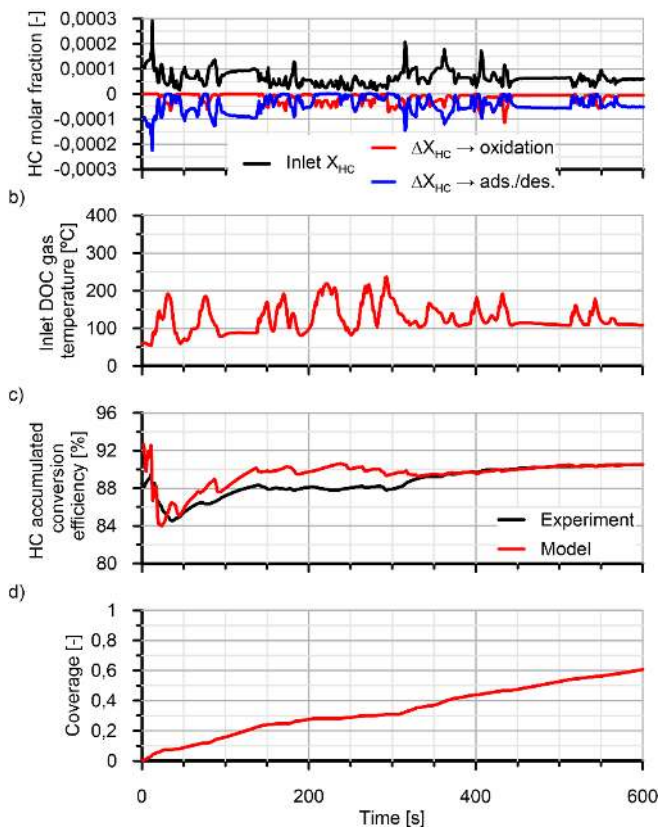 0,0003
0,0002
0,0001
0
-0,0001
-0,0002
-0,0003
HC molar fraction [-]
Inlet X_HC
ΔX_HC → oxidation
ΔX_HC → ads./des.
b)
400
300
200
100
0
Inlet DOC gas
temperature [ºC]
c)
96
92
88
84
80
HC accumulated
conversion
efficiency [%]
Experiment
Model
d)
1
0,8
0,6
0,4
0,2
0
Coverage [-]
0 200 400 600
Time [s]